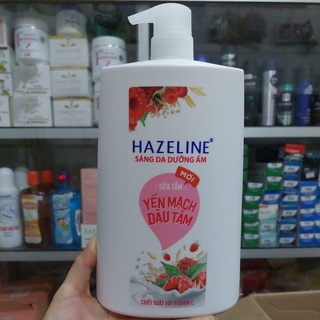 HAZELINE®
SÁNG DA DƯỠNG ẨM
MỚI
SỮA TẮM
YẾN MẠCH
DÂU TẰM
CHIẾT XUẤT VỚI VITAMIN C